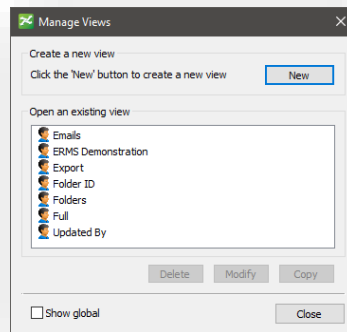 Manage Views
Create a new view
Click the 'New' button to create a new view New
Open an existing view
Emails
ERMS Demonstration
Export
Folder ID
Folders
Full
Updated By
Delete Modify Copy
Show global Close